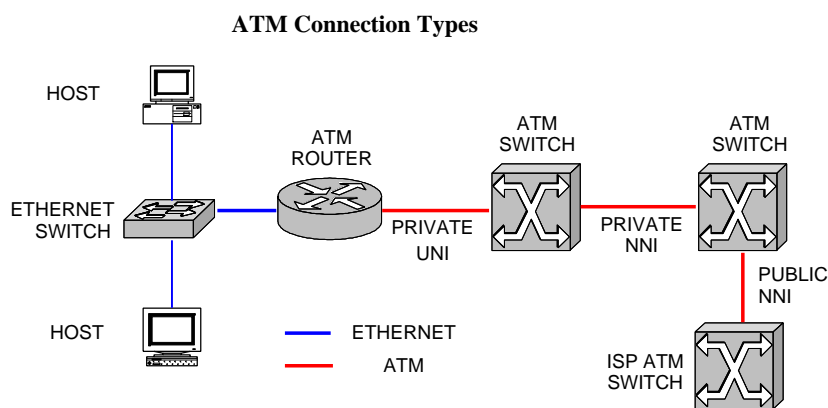 ATM Connection Types
HOST
ATM
ROUTER
ATM
SWITCH
ATM
SWITCH
ETHERNET
SWITCH
PRIVATE
UNI
PRIVATE
NNI
PUBLIC
NNI
HOST
ETHERNET
ATM
ISP ATM
SWITCH